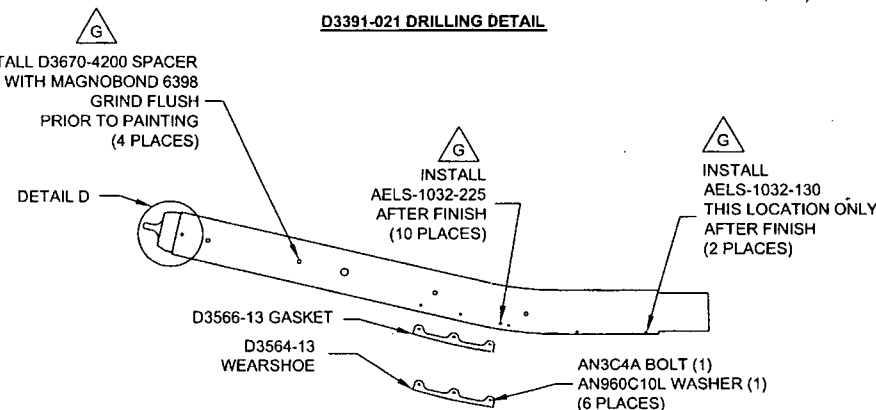 D3391-021 DRILLING DETAIL
G
TALL D3670-4200 SPACER
WITH MAGNOBOND 6398
GRIND FLUSH
PRIOR TO PAINTING
(4 PLACES)
G
INSTALL
AELS-1032-225
AFTER FINISH
(10 PLACES)
G
INSTALL
AELS-1032-130
THIS LOCATION ONLY
AFTER FINISH
(2 PLACES)
DETAIL D
D3566-13 GASKET
D3564-13
WEARSHOE
AN3C4A BOLT (1)
AN960C10L WASHER (1)
(6 PLACES)